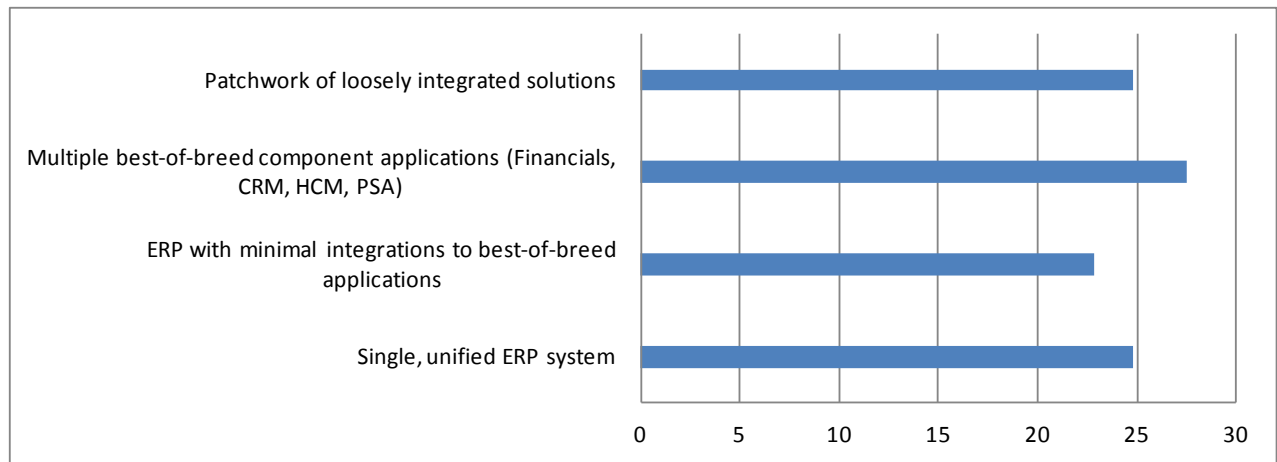 Patchwork of loosely integrated solutions
Multiple best-of-breed component applications (Financials,
CRM, HCM, PSA)
ERP with minimal integrations to best-of-breed
applications
Single, unified ERP system
0 5 10 15 20 25 30